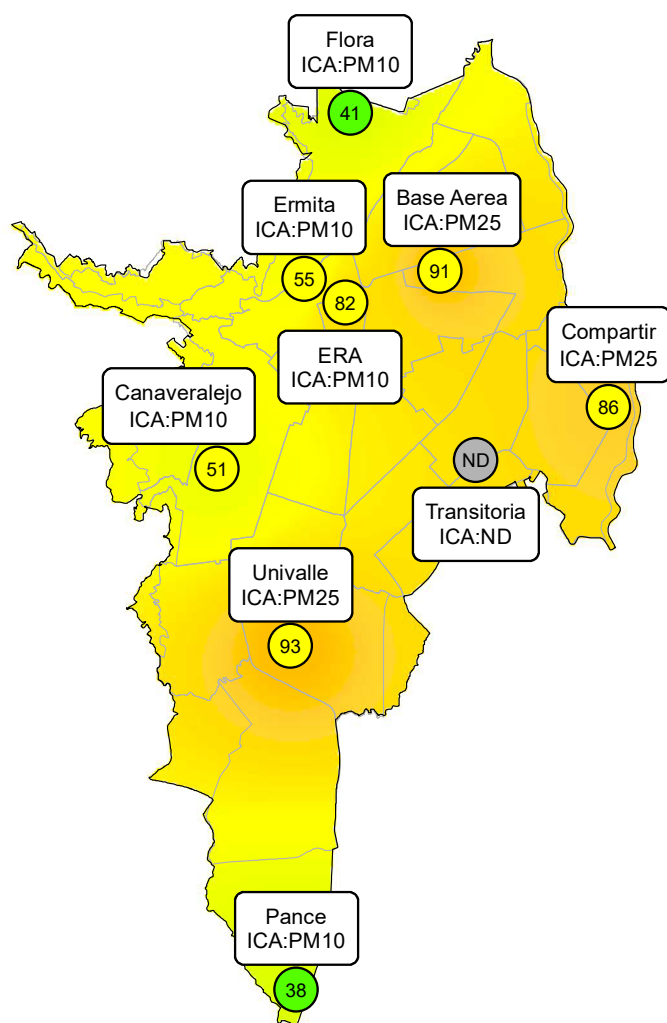 Flora
ICA:PM10
41
Ermita
ICA:PM10
55
Base Aerea
ICA:PM25
91
82
ERA
ICA:PM10
Compartir
ICA:PM25
86
Canaveralejo
ICA:PM10
51
ND
Transitoria
ICA:ND
Univalle
ICA:PM25
93
Pance
ICA:PM10
38